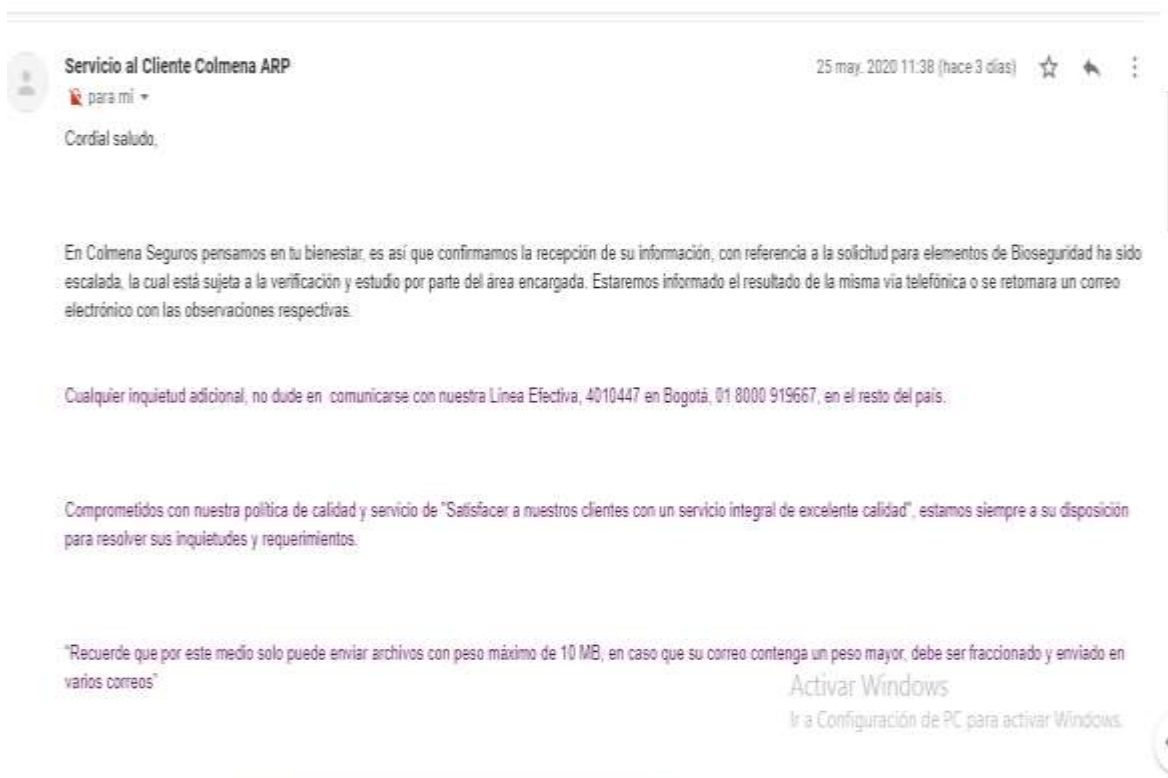 Servicio al Cliente Colmena ARP
25 may. 2020 11:38 (hace 3 días)
para mí
Cordial saludo,
En Colmena Seguros pensamos en tu bienestar, es así que confirmamos la recepción de su información, con referencia a la solicitud para elementos de Bioseguridad ha sido
escalada, la cual está sujeta a la verificación y estudio por parte del área encargada. Estaremos informado el resultado de la misma vía telefónica o se retornara un correo
electrónico con las observaciones respectivas.
Cualquier inquietud adicional, no dude en comunicarse con nuestra Línea Efectiva, 4010447 en Bogotá, 01 8000 919667, en el resto del país.
Comprometidos con nuestra política de calidad y servicio de "Satisfacer a nuestros clientes con un servicio integral de excelente calidad", estamos siempre a su disposición
para resolver sus inquietudes y requerimientos.
"Recuerde que por este medio solo puede enviar archivos con peso máximo de 10 MB, en caso que su correo contenga un peso mayor, debe ser fraccionado y enviado en
varios correos"
Activar Windows
Ir a Configuración de PC para activar Windows.